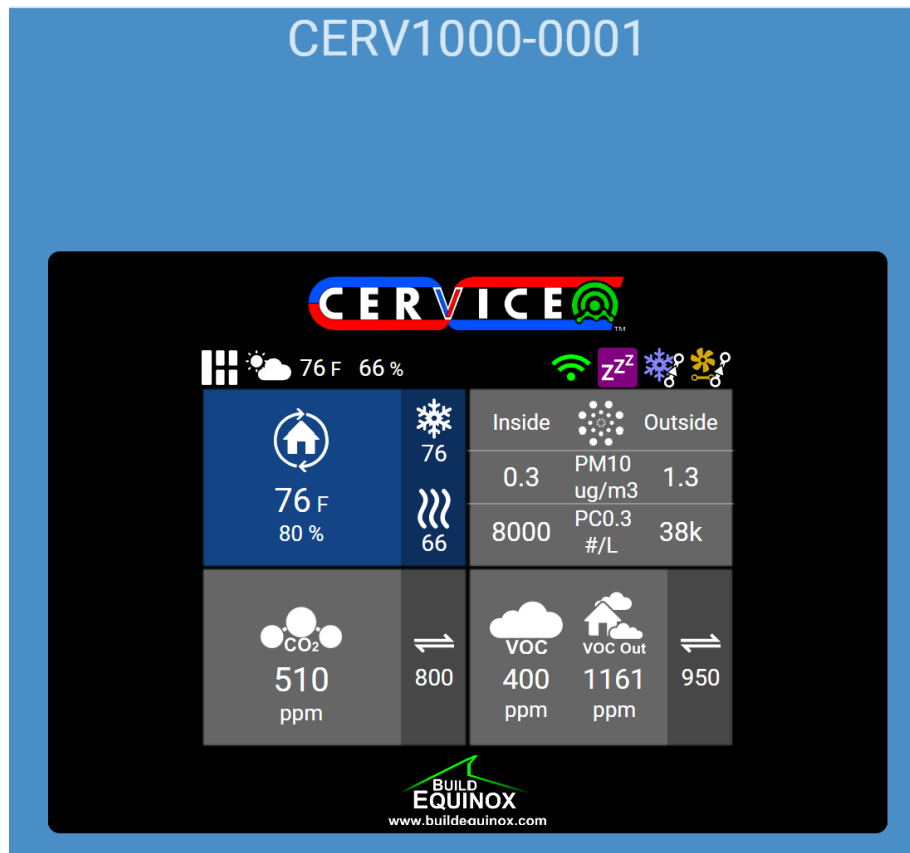 CERV1000-0001
CERVICE
TM
76 F 66 %
zzz
76 F
80 %
76
66
Inside Outside
0.3 PM10 ug/m3 1.3
8000 PC0.3 #/L 38k
CO2
510
ppm
800
VOC VOC Out
400 1161
ppm ppm
950
BUILD
EQUINOX
www.buildequinox.com